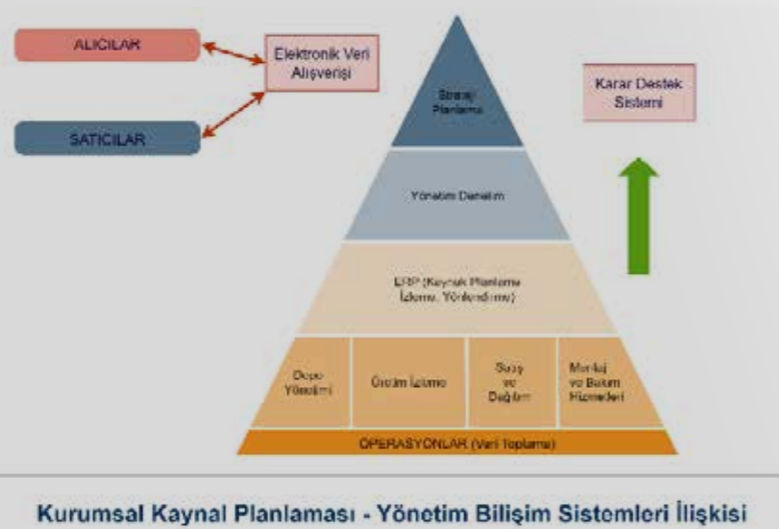 ALICILAR
Elektronik Veri
Alışverişi
SATICILAR
Karar Destek
Sistemi
Strateji
Planlama
Yönetim Denetim
ERP (Kaynak Planlama
İzleme, Yönlendirme)
Depo
Yönetimi
Üretim İzleme
Satış
ve
Dağıtım
Montaj
ve Bakım
Hizmetleri
OPERASYONLAR (Veri Toplama)
Kurumsal Kaynal Planlaması - Yönetim Bilişim Sistemleri İlişkisi